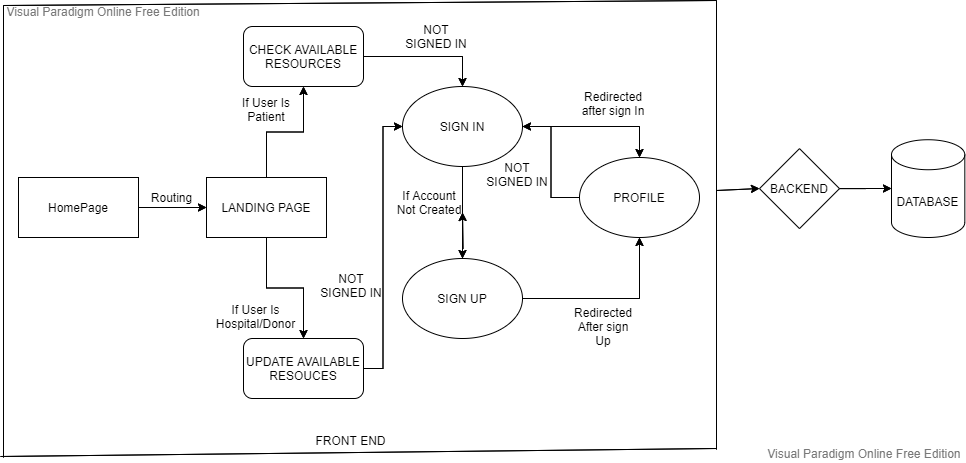 Visual Paradigm Online Free Edition
CHECK AVAILABLE
RESOURCES
NOT
SIGNED IN
If User Is
Patient
SIGN IN
Redirected
after sign In
HomePage
Routing
LANDING PAGE
If Account
Not Created
NOT
SIGNED IN
PROFILE
BACKEND
DATABASE
NOT
SIGNED IN
If User Is
Hospital/Donor
SIGN UP
Redirected
After sign
Up
UPDATE AVAILABLE
RESOUCES
FRONT END
Visual Paradigm Online Free Edition